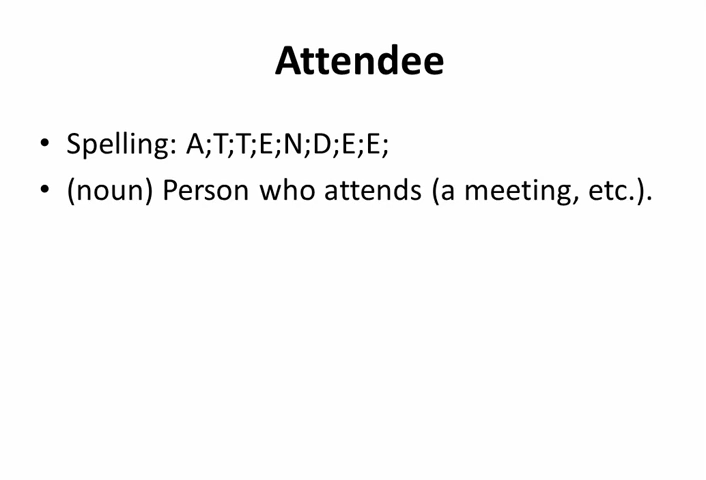 Attendee
• Spelling: A;T;T;E;N;D;E;E;
• (noun) Person who attends (a meeting, etc.).